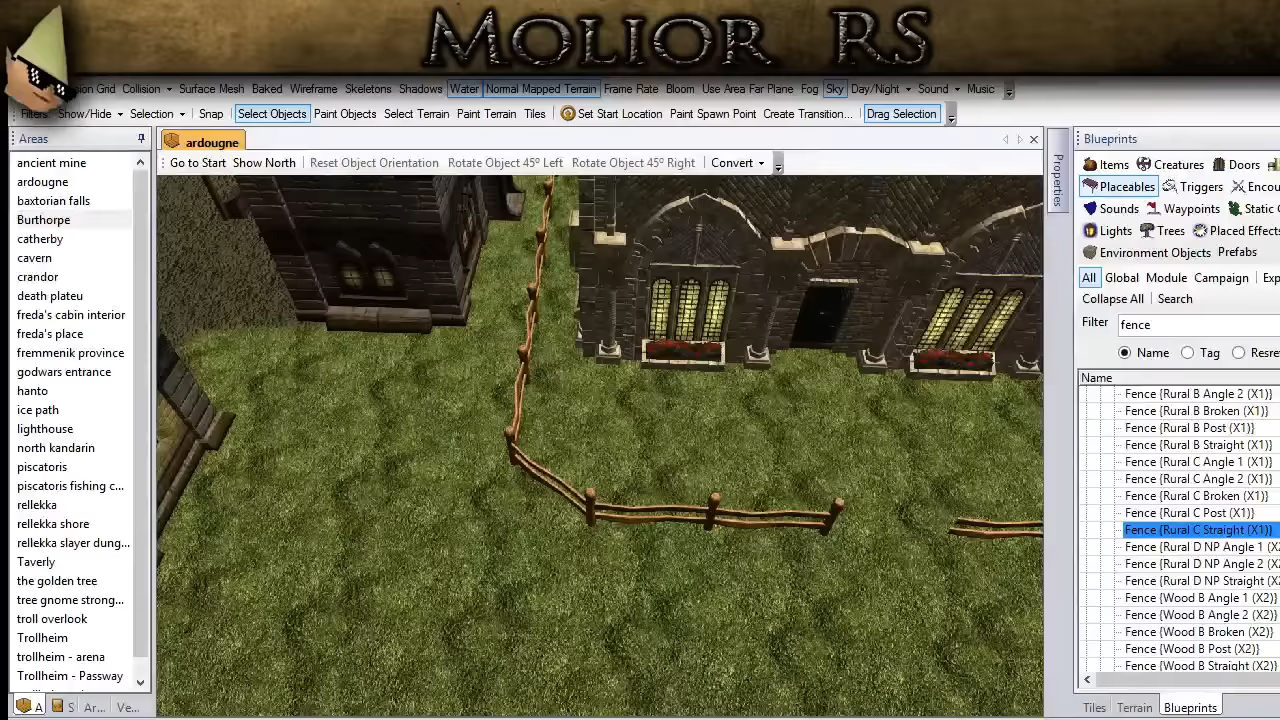 MOLIOR RS
on Grid Collision Surface Mesh Baked Wireframe Skeletons Shadows Water Normal Mapped Terrain Frame Rate Bloom Use Area Far Plane Fog Sky Day/Night Sound Music
Filters Show/Hide Selection Snap Select Objects Paint Objects Select Terrain Paint Terrain Tiles Set Start Location Paint Spawn Point Create Transition... Drag Selection
Areas
ancient mine
ardougne
baxtorian falls
Burthorpe
catherby
cavern
crandor
death plateu
freda's cabin interior
freda's place
fremmenik province
godwars entrance
hanto
ice path
lighthouse
north kandarin
piscatoris
piscatoris fishing c...
rellekka
rellekka shore
rellekka slayer dung...
Taverly
the golden tree
tree gnome strong...
troll overlook
Trollheim
trollheim - arena
Trollheim - Passway
A S Ar... Ve...
ardougne
Go to Start Show North Reset Object Orientation Rotate Object 45º Left Rotate Object 45º Right Convert
Properties
Blueprints
Items Creatures Doors
Placeables Triggers Encou
Sounds Waypoints Static
Lights Trees Placed Effects
Environment Objects Prefabs
All Global Module Campaign Exp
Collapse All Search
Filter fence
Name Tag Resre
Name
Fence {Rural B Angle 2 (X1)}
Fence {Rural B Broken (X1)}
Fence {Rural B Post (X1)}
Fence {Rural B Straight (X1)}
Fence {Rural C Angle 1 (X1)}
Fence {Rural C Angle 2 (X1)}
Fence {Rural C Broken (X1)}
Fence {Rural C Post (X1)}
Fence {Rural C Straight (X1)}
Fence {Rural D NP Angle 1 (X2
Fence {Rural D NP Angle 2 (X2
Fence {Rural D NP Straight (X
Fence {Wood B Angle 1 (X2)}
Fence {Wood B Angle 2 (X2)}
Fence {Wood B Broken (X2)}
Fence {Wood B Post (X2)}
Fence {Wood B Straight (X2)}
Tiles Terrain Blueprints